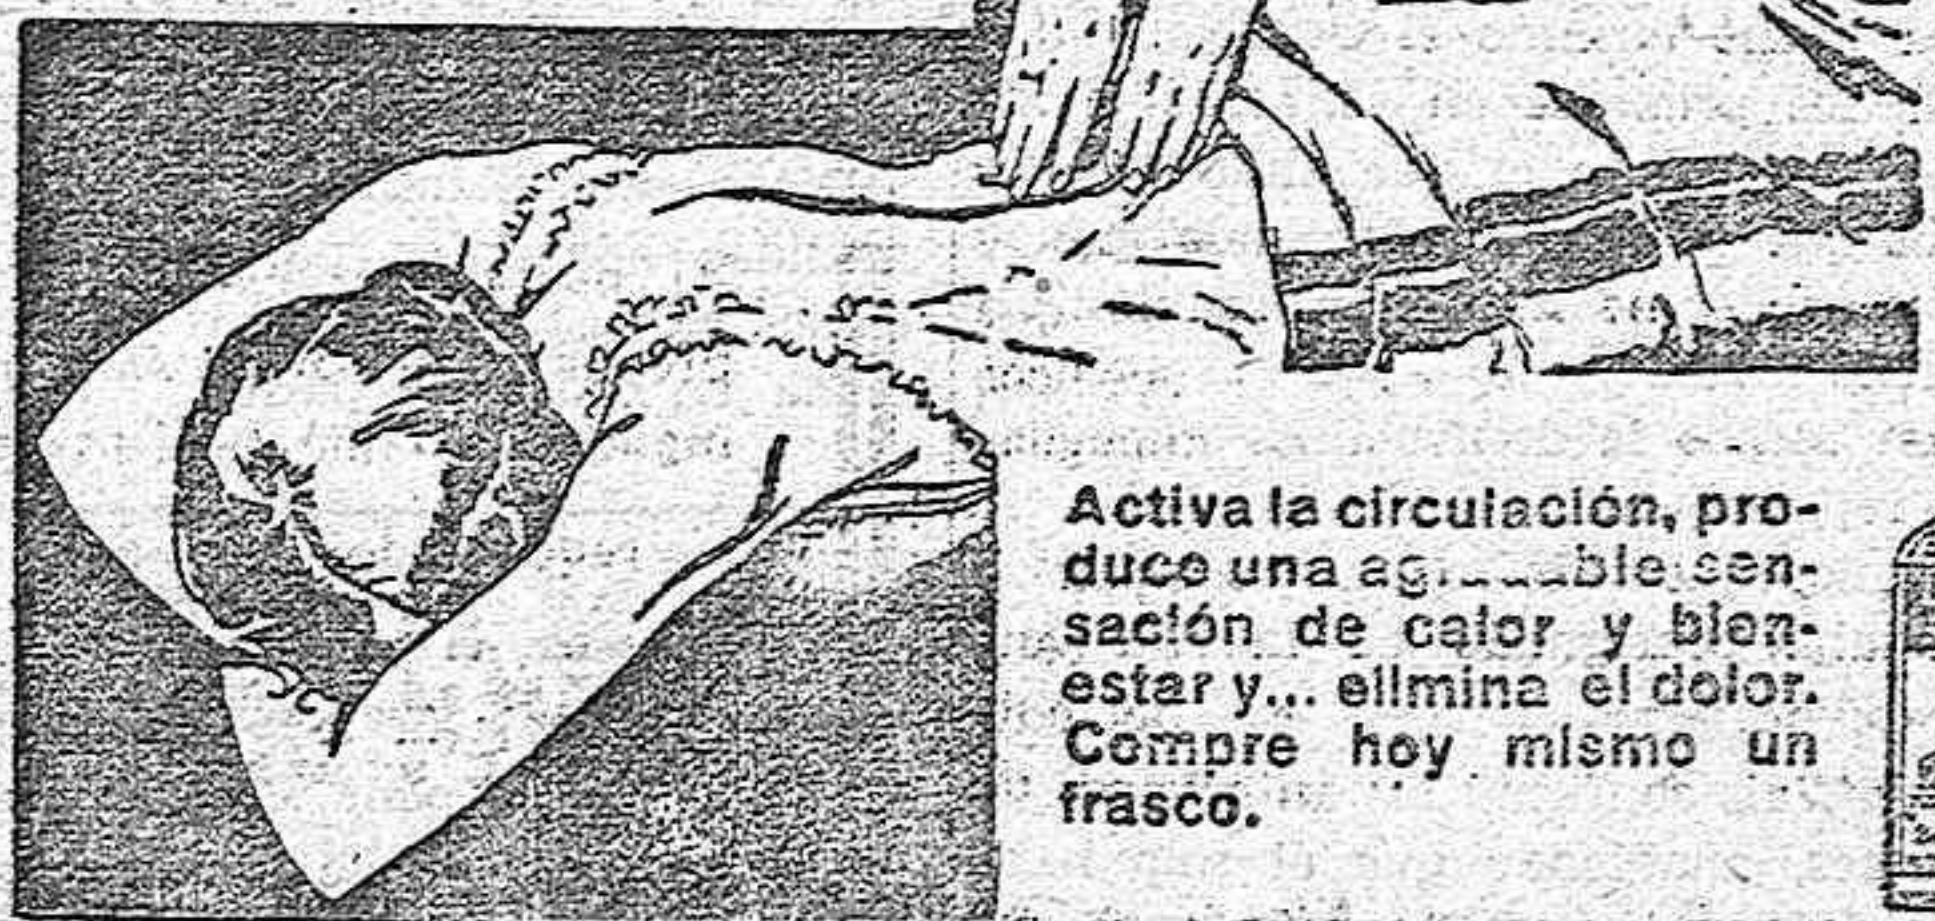 Activa la circulación, pro-
duce una sen-
sación de calor y bien-
estar y... elimina el dolor.
Compre hoy mismo un
frasco.